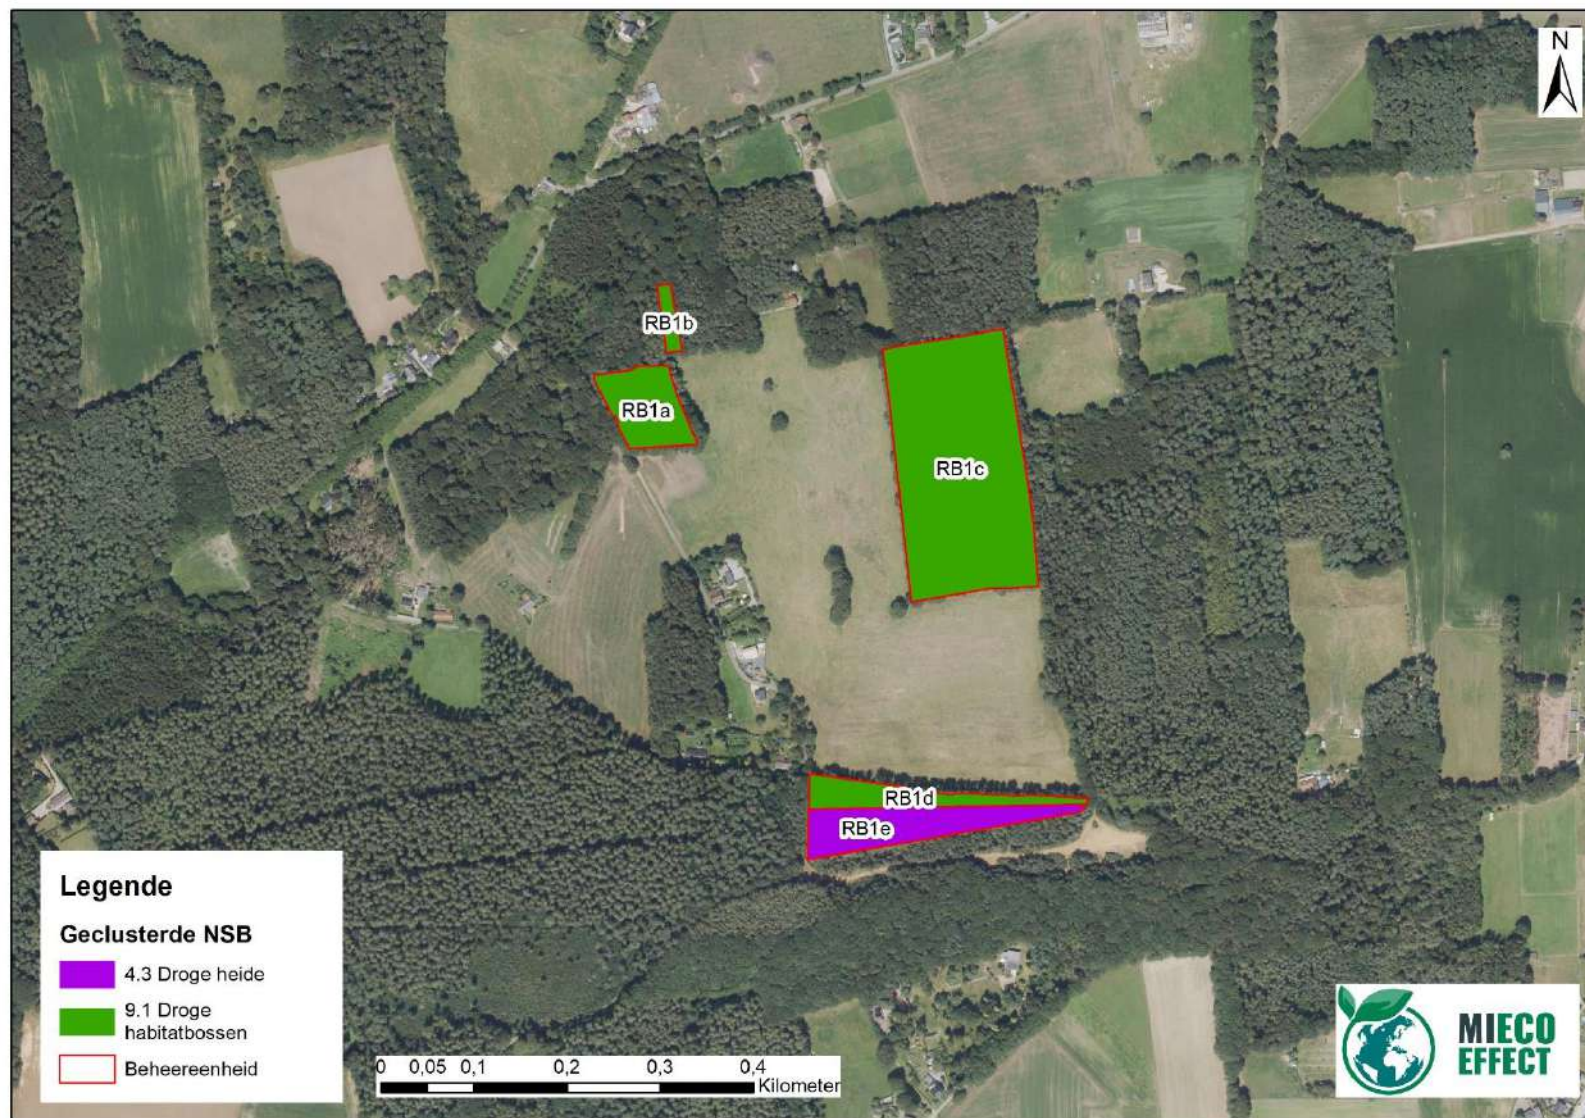 N
RB1b
RB1a
RB1c
RB1d
RB1e
Legende
Geclusterde NSB
4.3 Droge heide
9.1 Droge
habitatbossen
Beheereenheid
0 0,05 0,1 0,2 0,3 0,4
Kilometer
MIECO
EFFECT